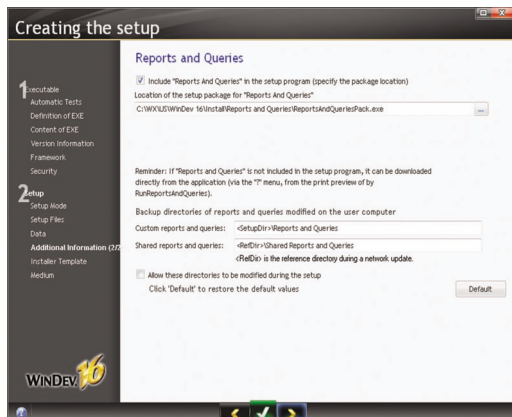 Creating the setup
1
Executable
Automatic Tests
Definition of EXE
Content of EXE
Version Information
Framework
Security
2
Setup
Setup Mode
Setup Files
Data
Additional Information (2/2
Installer Template
Medium
WINDEV 16
Reports and Queries
Include "Reports And Queries" in the setup program (specify the package location)
Location of the setup package for "Reports And Queries"
C:\WX\US\WinDev 16\Install\Reports and Queries\ReportsAndQueriesPack.exe
...
Reminder: If "Reports and Queries" is not included in the setup program, it can be downloaded
directly from the application (via the "?" menu, from the print preview of by
RunReportsAndQueries).
Backup directories of reports and queries modified on the user computer
Custom reports and queries: <SetupDir>\Reports and Queries
Shared reports and queries: <RefDir>\Shared Reports and Queries
<RefDir> is the reference directory during a network update.
Allow these directories to be modified during the setup
Click 'Default' to restore the default values
Default